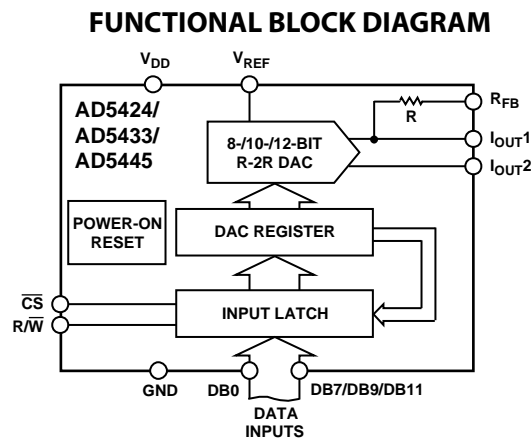 FUNCTIONAL BLOCK DIAGRAM
VDD
VREF
AD5424/
AD5433/
AD5445
RFB
R
8-/10-/12-BIT
R-2R DAC
IOUT1
IOUT2
POWER-ON
RESET
DAC REGISTER
C̅S̅
R/W̅
INPUT LATCH
GND
DB0
DB7/DB9/DB11
DATA
INPUTS